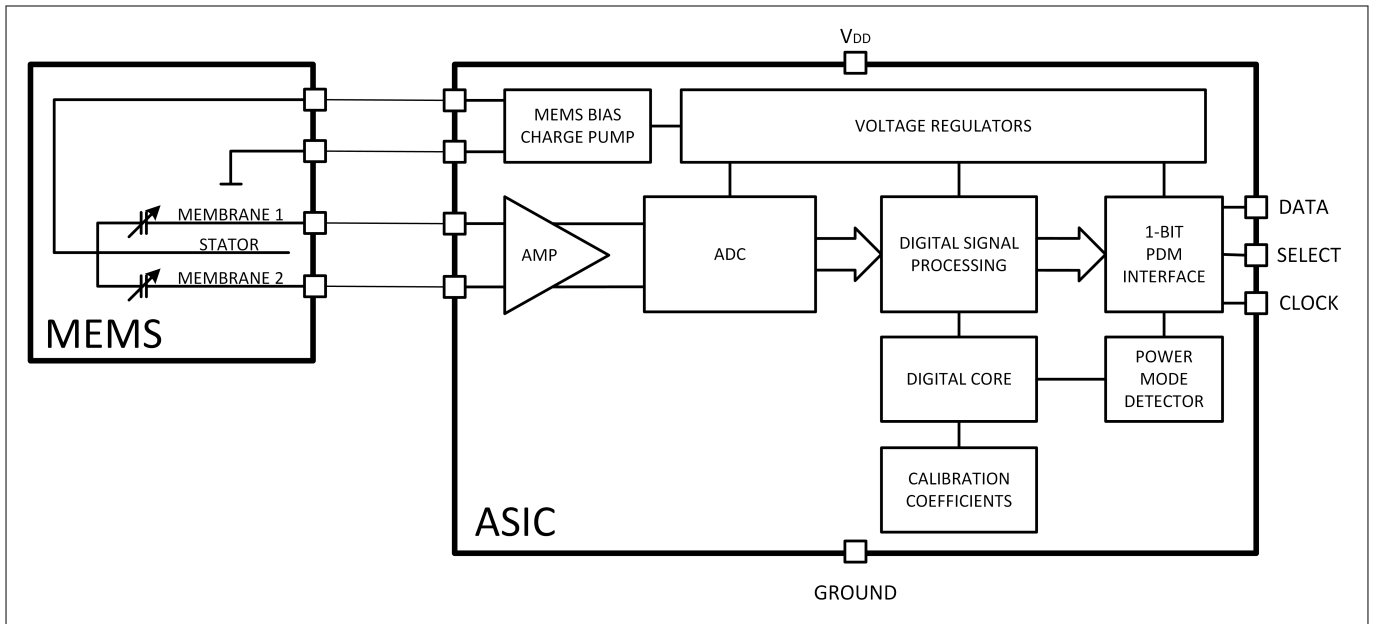 VDD
MEMS BIAS
CHARGE PUMP
VOLTAGE REGULATORS
MEMBRANE 1
STATOR
MEMBRANE 2
MEMS
AMP
ADC
DIGITAL SIGNAL
PROCESSING
1-BIT
PDM
INTERFACE
DATA
SELECT
CLOCK
DIGITAL CORE
POWER
MODE
DETECTOR
CALIBRATION
COEFFICIENTS
ASIC
GROUND